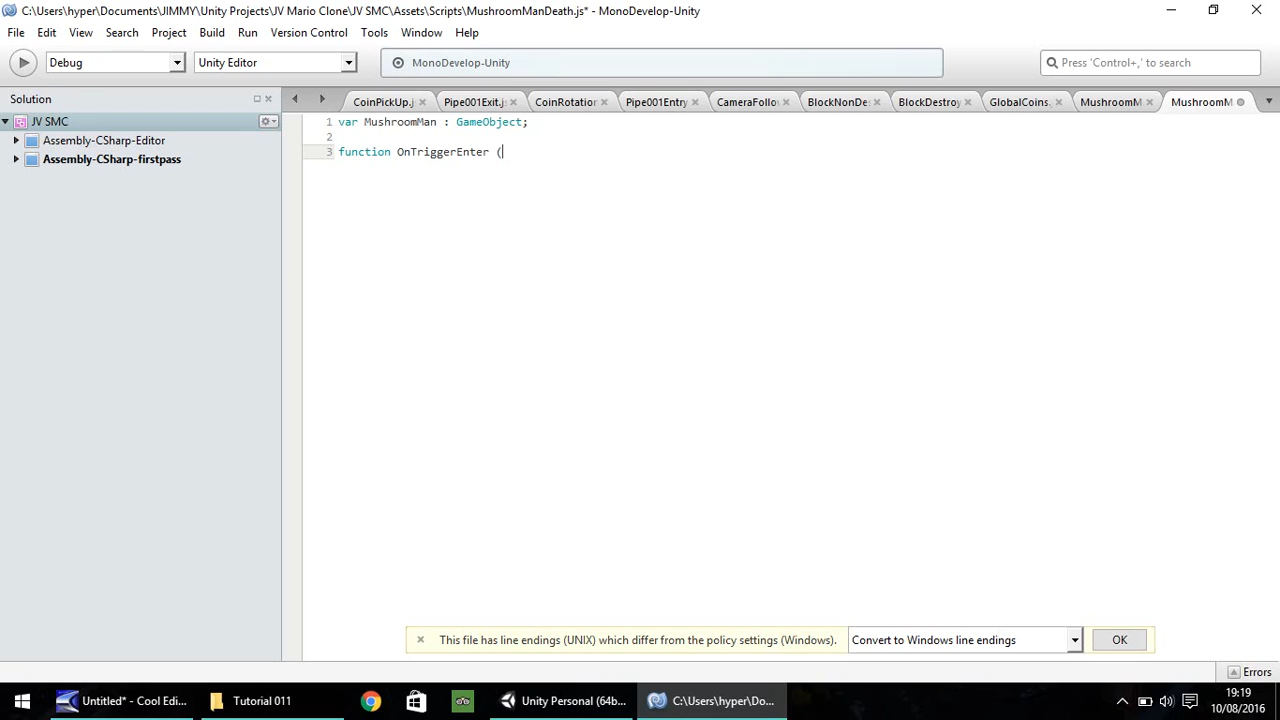 C:\Users\hyper\Documents\JIMMY\Unity Projects\JV Mario Clone\JV SMC\Assets\Scripts\MushroomManDeath.js* - MonoDevelop-Unity
File Edit View Search Project Build Run Version Control Tools Window Help
Debug Unity Editor MonoDevelop-Unity Press 'Control+,' to search
Solution CoinPickUp.j Pipe001Exit.j CoinRotation Pipe001Entry CameraFollo BlockNonDe BlockDestroy GlobalCoins. MushroomM MushroomM
JV SMC
Assembly-CSharp-Editor
Assembly-CSharp-firstpass
1 var MushroomMan : GameObject;
2
3 function OnTriggerEnter (
This file has line endings (UNIX) which differ from the policy settings (Windows). Convert to Windows line endings OK
Errors
Untitled* - Cool Edi... Tutorial 011 Unity Personal (64b... C:\Users\hyper\Do... 19:19
10/08/2016